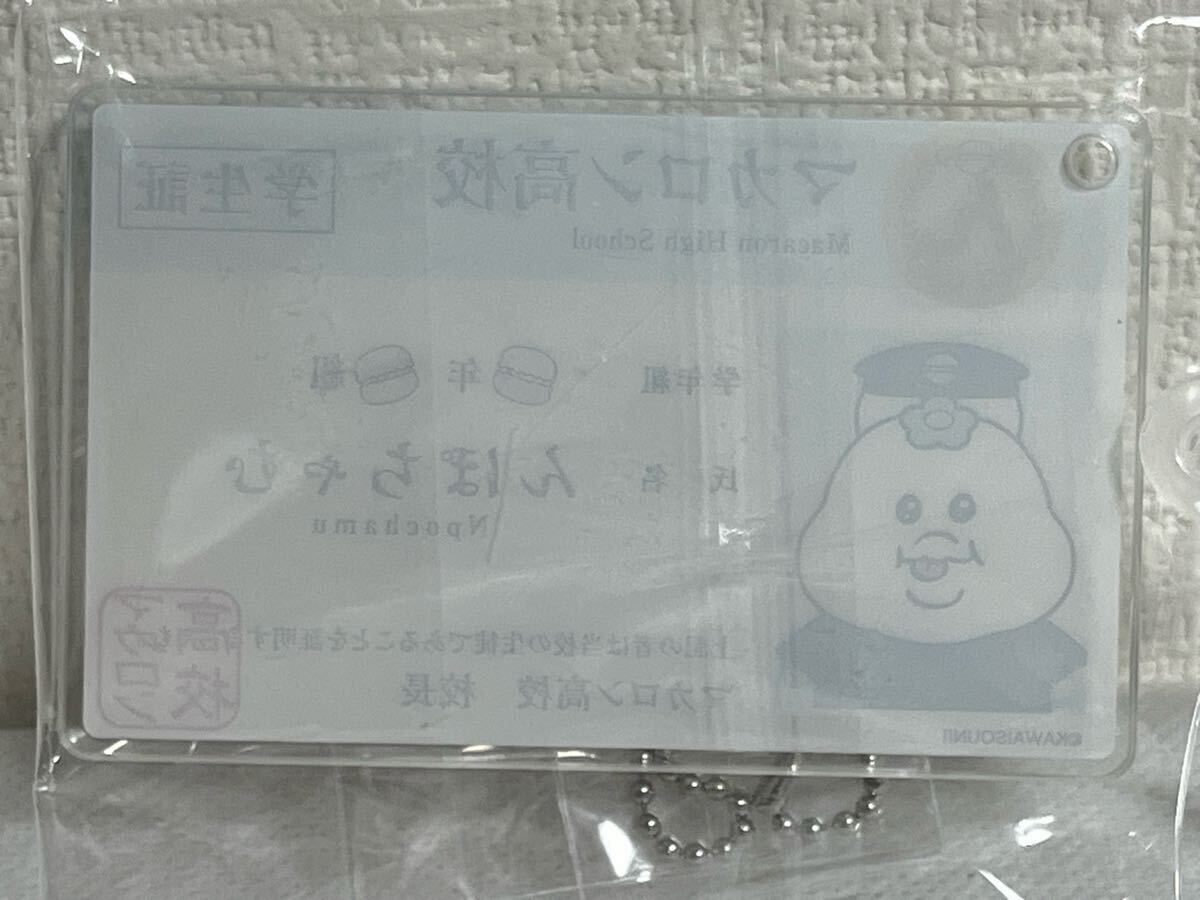 マカロン高校 学生証
Macaron High School
学年組 年 組
氏名 んぽちゃむ
Npochamu
上記の者は当校の生徒であることを証明す
マカロン高校 校長
マカロン高校
©KAWAISOUNI!